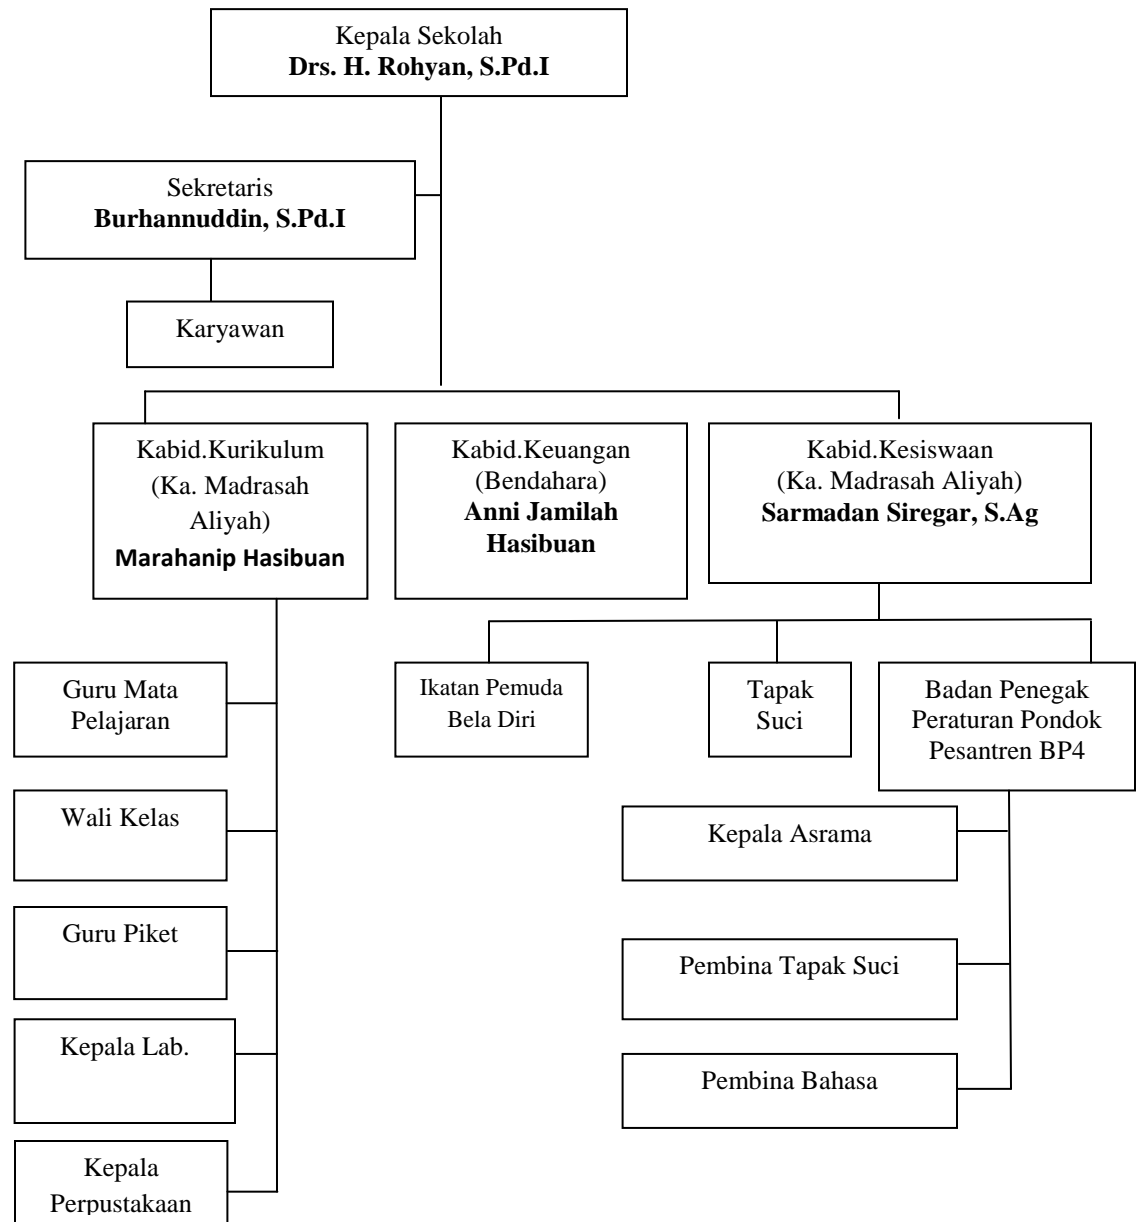 Kepala Sekolah
Drs. H. Rohyan, S.Pd.I
Sekretaris
Burhannuddin, S.Pd.I
Karyawan
Kabid.Kurikulum
(Ka. Madrasah
Aliyah)
Marahanip Hasibuan
Kabid.Keuangan
(Bendahara)
Anni Jamilah
Hasibuan
Kabid.Kesiswaan
(Ka. Madrasah Aliyah)
Sarmadan Siregar, S.Ag
Guru Mata
Pelajaran
Wali Kelas
Guru Piket
Kepala Lab.
Kepala
Perpustakaan
Ikatan Pemuda
Bela Diri
Tapak
Suci
Badan Penegak
Peraturan Pondok
Pesantren BP4
Kepala Asrama
Pembina Tapak Suci
Pembina Bahasa